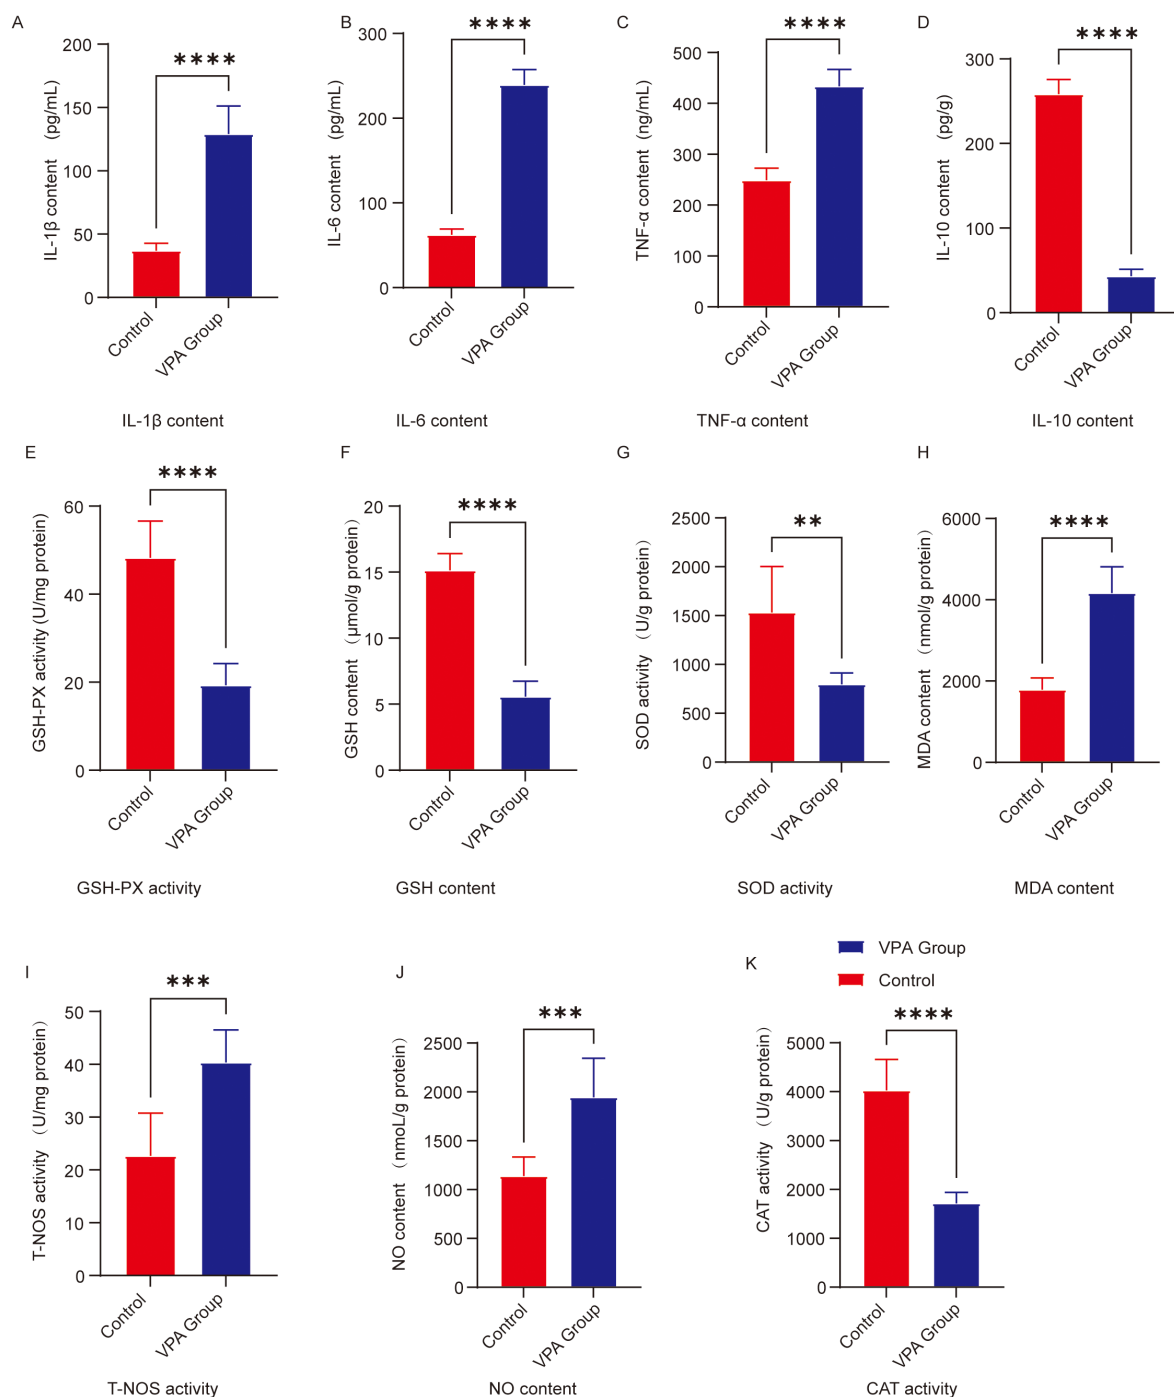 A
****
200
150
100
50
0
IL-1β content (pg/mL)
Control
VPA Group
IL-1β content
B
****
300
200
100
0
IL-6 content (pg/mL)
Control
VPA Group
IL-6 content
C
****
500
400
300
200
100
0
TNF-α content (ng/mL)
Control
VPA Group
TNF-α content
D
****
300
200
100
0
IL-10 content (pg/g)
Control
VPA Group
IL-10 content
E
****
60
40
20
0
GSH-PX activity (U/mg protein)
Control
VPA Group
GSH-PX activity
F
****
20
15
10
5
0
GSH content (μmol/g protein)
Control
VPA Group
GSH content
G
**
2500
2000
1500
1000
500
0
SOD activity (U/g protein)
Control
VPA Group
SOD activity
H
****
6000
4000
2000
0
MDA content (nmol/g protein)
Control
VPA Group
MDA content
I
***
50
40
30
20
10
0
T-NOS activity (U/mg protein)
Control
VPA Group
T-NOS activity
J
***
2500
2000
1500
1000
500
0
NO content (nmoL/g protein)
Control
VPA Group
NO content
VPA Group
Control
K
****
5000
4000
3000
2000
1000
0
CAT activity (U/g protein)
Control
VPA Group
CAT activity